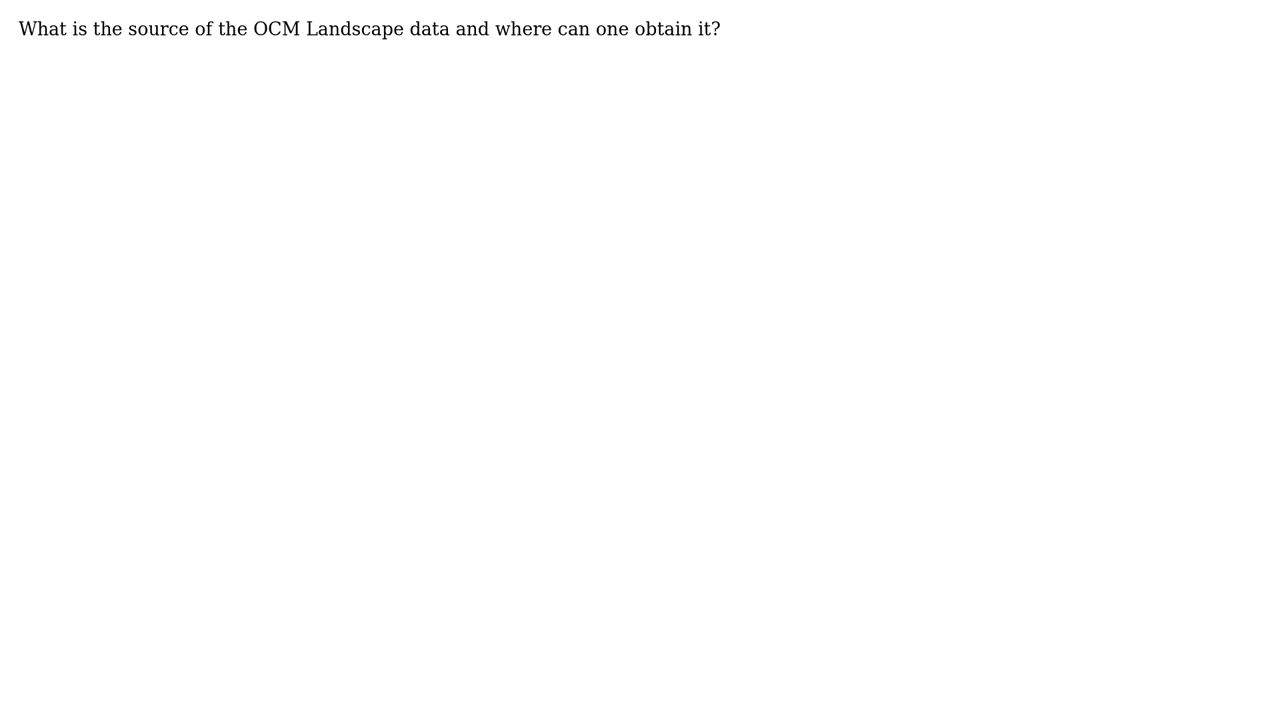 What is the source of the OCM Landscape data and where can one obtain it?